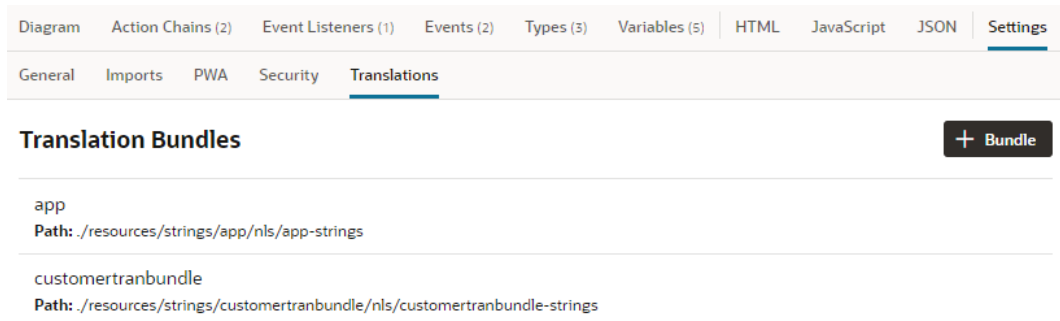 Diagram Action Chains (2) Event Listeners (1) Events (2) Types (3) Variables (5) HTML JavaScript JSON Settings
General Imports PWA Security Translations
Translation Bundles + Bundle
app
Path: ./resources/strings/app/nls/app-strings
customertranbundle
Path: ./resources/strings/customertranbundle/nls/customertranbundle-strings